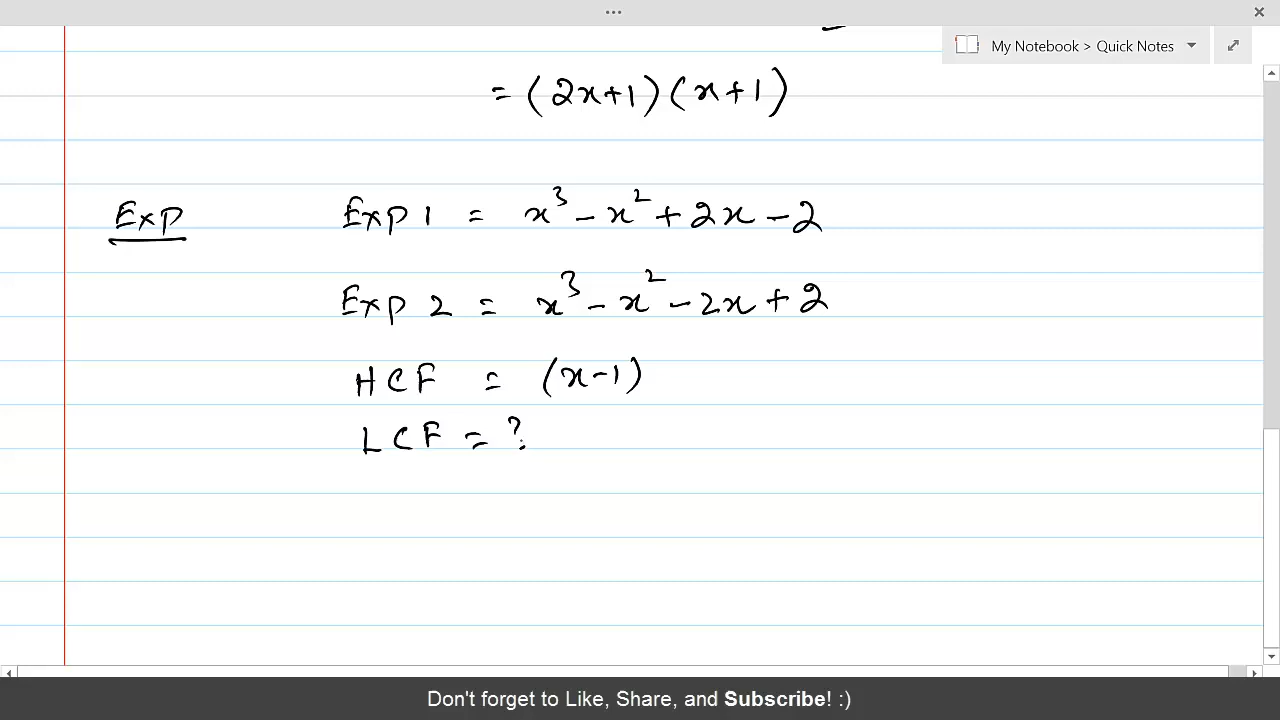 My Notebook > Quick Notes
= (2x+1)(x+1)
Exp Exp 1 = x³ - x² + 2x - 2
Exp 2 = x³ - x² - 2x + 2
HCF = (x-1)
LCF = ?
Don't forget to Like, Share, and Subscribe! :)